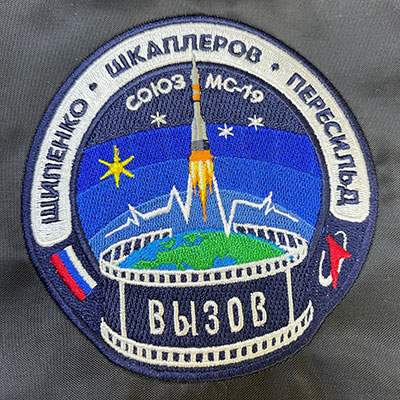 ШИПЕНКО • ШКАПЛЕРОВ • ПЕРЕСИЛЬД
СОЮЗ МС-19
ВЫЗОВ